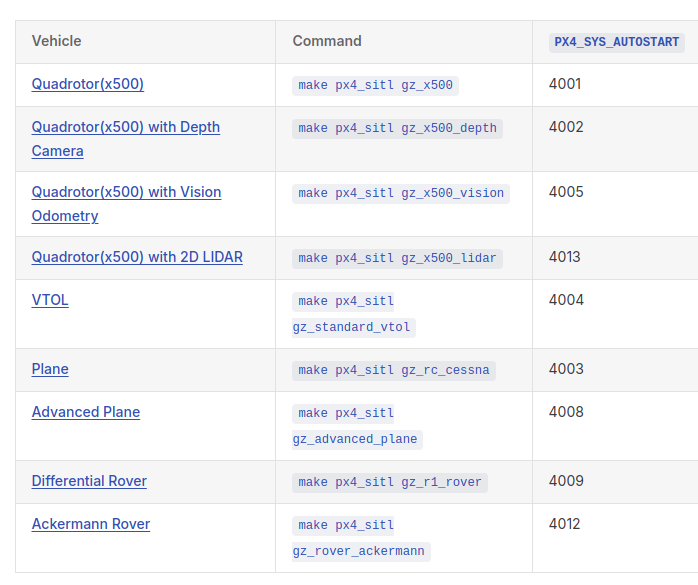 Vehicle Command PX4_SYS_AUTOSTART
Quadrotor(x500) make px4_sitl gz_x500 4001
Quadrotor(x500) with Depth make px4_sitl gz_x500_depth 4002
Camera
Quadrotor(x500) with Vision make px4_sitl gz_x500_vision 4005
Odometry
Quadrotor(x500) with 2D LIDAR make px4_sitl gz_x500_lidar 4013
VTOL make px4_sitl 4004
gz_standard_vtol
Plane make px4_sitl gz_rc_cessna 4003
Advanced Plane make px4_sitl 4008
gz_advanced_plane
Differential Rover make px4_sitl gz_r1_rover 4009
Ackermann Rover make px4_sitl 4012
gz_rover_ackermann